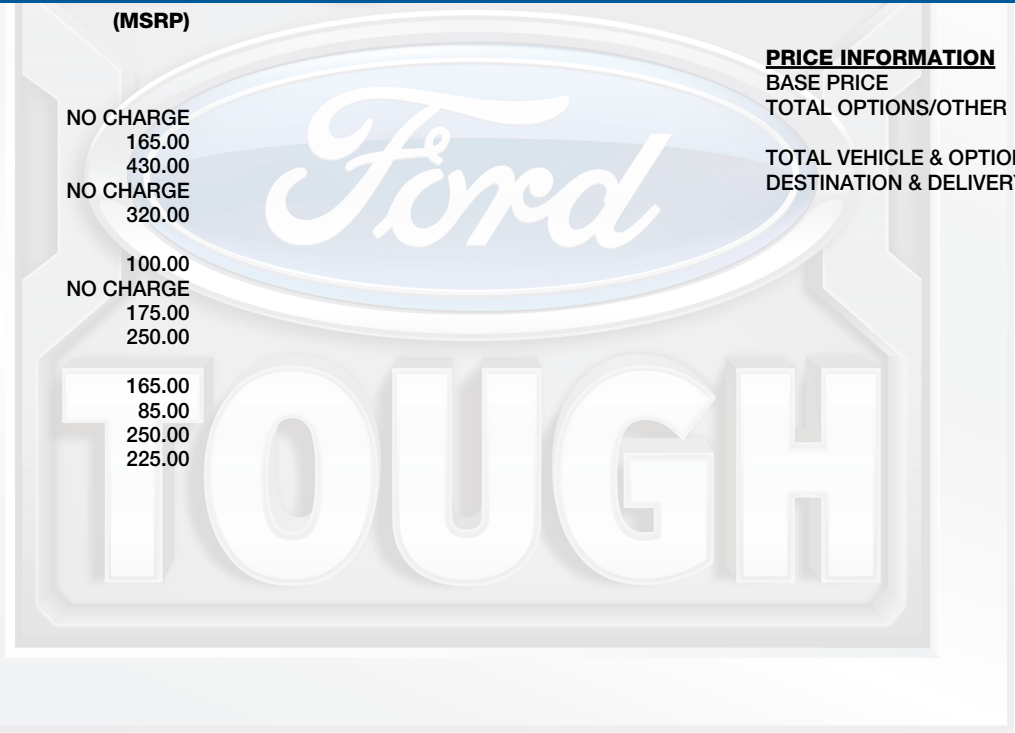 (MSRP)
NO CHARGE
165.00
430.00
NO CHARGE
320.00
100.00
NO CHARGE
175.00
250.00
165.00
85.00
250.00
225.00
PRICE INFORMATION
BASE PRICE
TOTAL OPTIONS/OTHER
TOTAL VEHICLE & OPTION
DESTINATION & DELIVERY
Ford
TOUGH